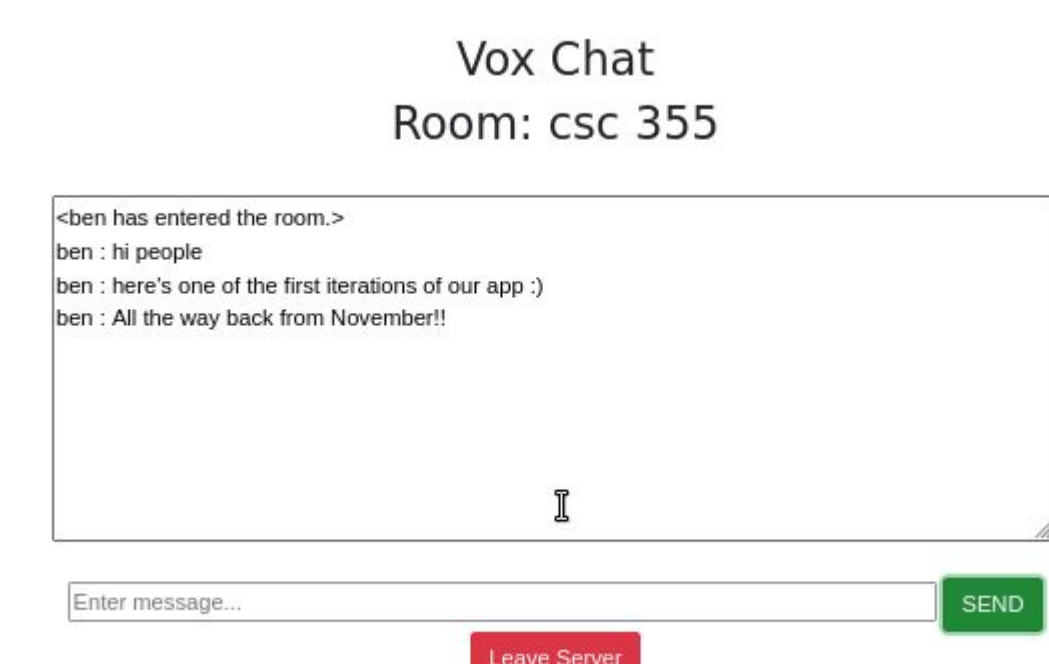 Vox Chat
Room: csc 355
<ben has entered the room.>
ben : hi people
ben : here's one of the first iterations of our app :)
ben : All the way back from November!!
Enter message...
SEND
Leave Server